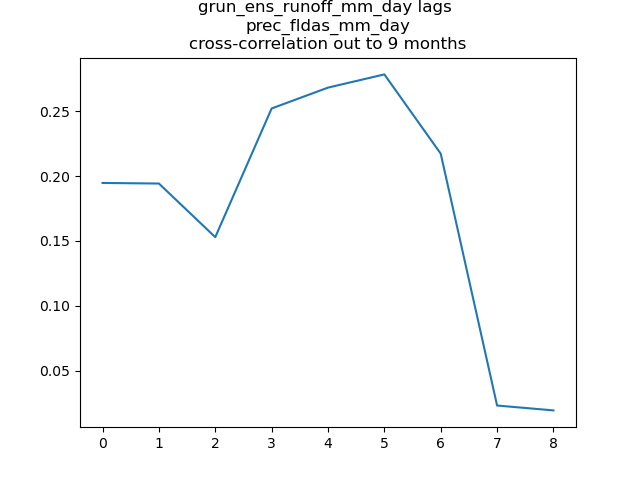 grun_ens_runoff_mm_day lags
prec_fldas_mm_day
cross-correlation out to 9 months
0.25
0.20
0.15
0.10
0.05
0 1 2 3 4 5 6 7 8